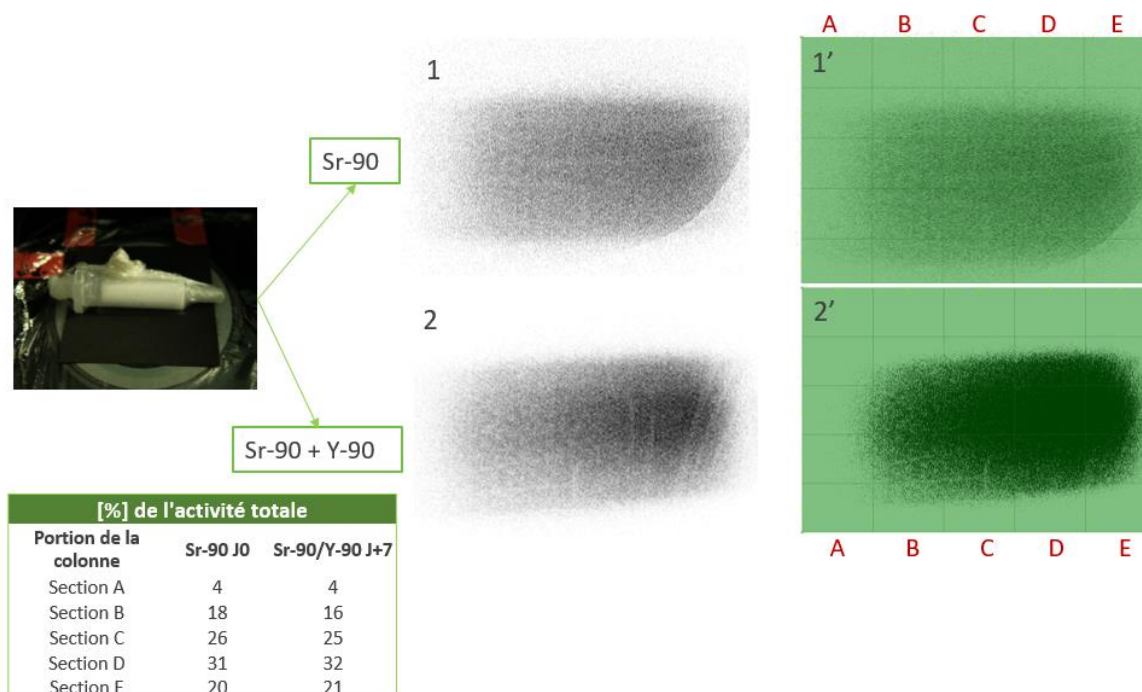 A B C D E
1
1'
Sr-90
2
2'
Sr-90 + Y-90
A B C D E
[%] de l'activité totale
Portion de la colonne Sr-90 J0 Sr-90/Y-90 J+7
Section A 4 4
Section B 18 16
Section C 26 25
Section D 31 32
Section E 20 21